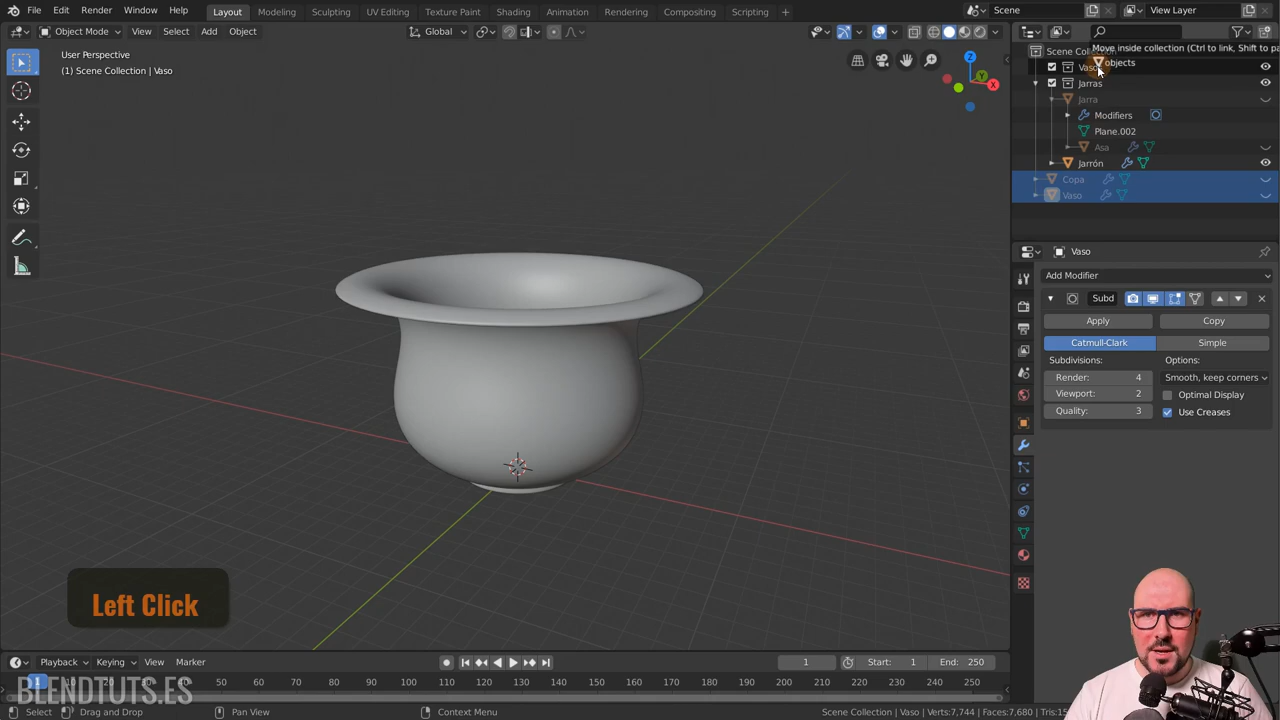 File Edit Render Window Help Layout Modeling Sculpting UV Editing Texture Paint Shading Animation Rendering Compositing Scripting + Scene View Layer
Object Mode View Select Add Object Global
User Perspective
(1) Scene Collection | Vaso
Scene Collection
Move inside collection (Ctrl to link, Shift to pa
objects
Jarras
Jarra
Modifiers
Plane.002
Asa
Jarrón
Copa
Vaso
Vaso
Add Modifier
Subd
Apply Copy
Catmull-Clark Simple
Subdivisions: Options:
Render: 4 Smooth, keep corners
Viewport: 2 Optimal Display
Quality: 3 Use Creases
Left Click
Playback Keying View Marker 1 Start: 1 End: 250
1 10 20 30 40 50 60 70 80 90 100 110 120 130 140 150 160 170 180 190 200 210 220 230 240 250
BLENDTUTS.ES
Select Drag and Drop Pan View Context Menu Scene Collection | Vaso | Verts:7,744 | Faces:7,680 |